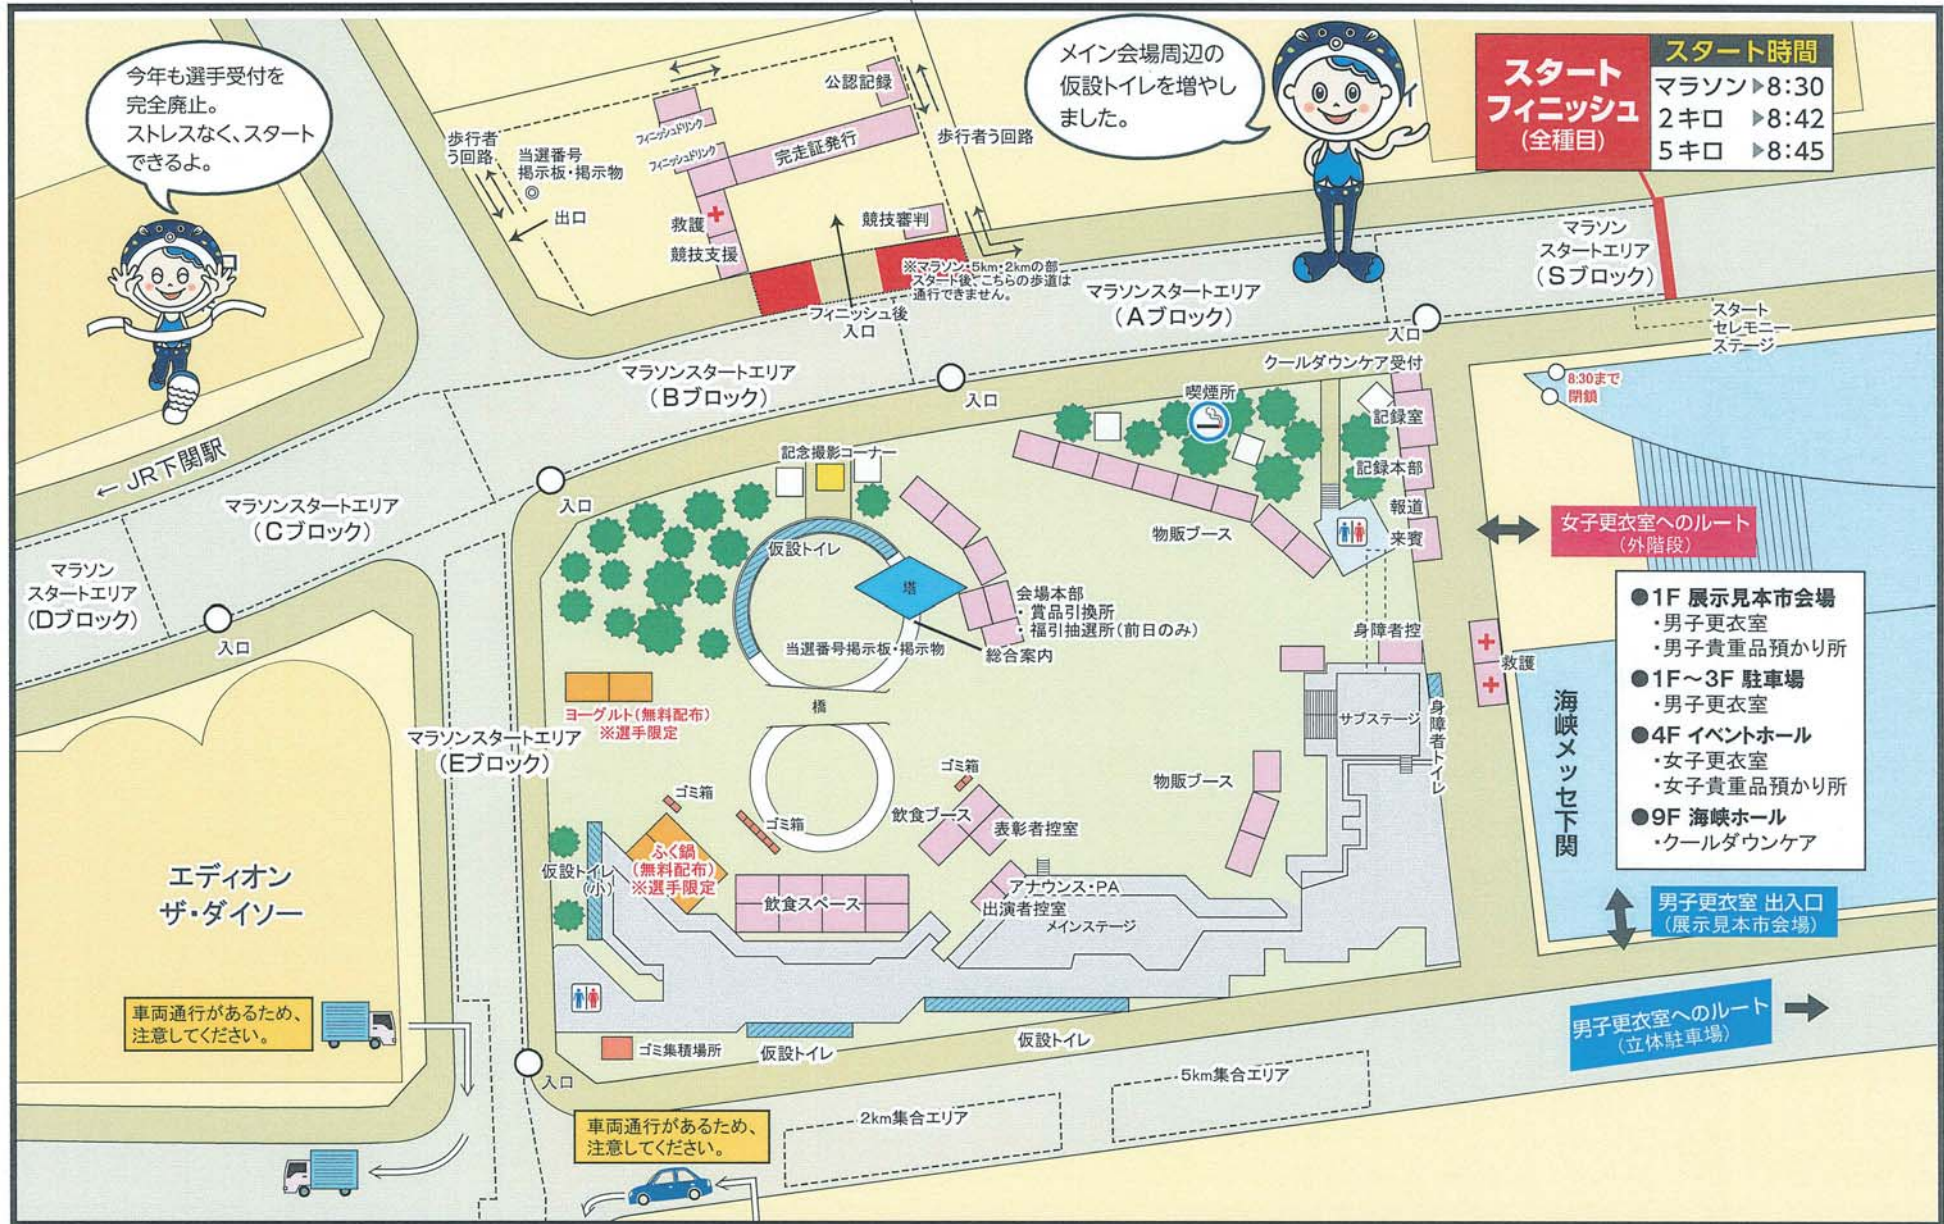 今年も選手受付を
完全廃止。
ストレスなく、スタート
できるよ。
メイン会場周辺の
仮設トイレを増やし
ました。
スタート
フィニッシュ
(全種目)
スタート時間
マラソン▶8:30
2キロ ▶8:42
5キロ ▶8:45
公認記録
フィニッシュドリンク
フィニッシュドリンク
完走証発行
歩行者
う回路
当選番号
掲示板・掲示物
◎
出口
歩行者う回路
救護
競技支援
競技審判
※マラソン・5km・2kmの部
スタート後、こちらの歩道は
通行できません。
フィニッシュ後
入口
マラソン
スタートエリア
(Sブロック)
マラソンスタートエリア
(Aブロック)
入口
スタート
セレモニー
ステージ
マラソンスタートエリア
(Bブロック)
入口
クールダウンケア受付
8:30まで
閉鎖
喫煙所
記録室
記録本部
報道
来賓
← JR下関駅
マラソンスタートエリア
(Cブロック)
入口
マラソン
スタートエリア
(Dブロック)
入口
記念撮影コーナー
仮設トイレ
塔
物販ブース
女子更衣室へのルート
(外階段)
会場本部
・賞品引換所
・福引抽選所(前日のみ)
当選番号掲示板・掲示物
総合案内
身障者控
救護
●1F 展示見本市会場
・男子更衣室
・男子貴重品預かり所
●1F～3F 駐車場
・男子更衣室
●4F イベントホール
・女子更衣室
・女子貴重品預かり所
●9F 海峡ホール
・クールダウンケア
海峡メッセ下関
ヨーグルト(無料配布)
※選手限定
橋
サブステージ
身障者トイレ
マラソンスタートエリア
(Eブロック)
ゴミ箱
ゴミ箱
ゴミ箱
飲食ブース
表彰者控室
物販ブース
エディオン
ザ・ダイソー
仮設トイレ
(小)
ふく鍋
(無料配布)
※選手限定
飲食スペース
アナウンス・PA
出演者控室
メインステージ
男子更衣室 出入口
(展示見本市会場)
車両通行があるため、
注意してください。
ゴミ集積場所
仮設トイレ
仮設トイレ
男子更衣室へのルート
(立体駐車場)
入口
5km集合エリア
2km集合エリア
車両通行があるため、
注意してください。